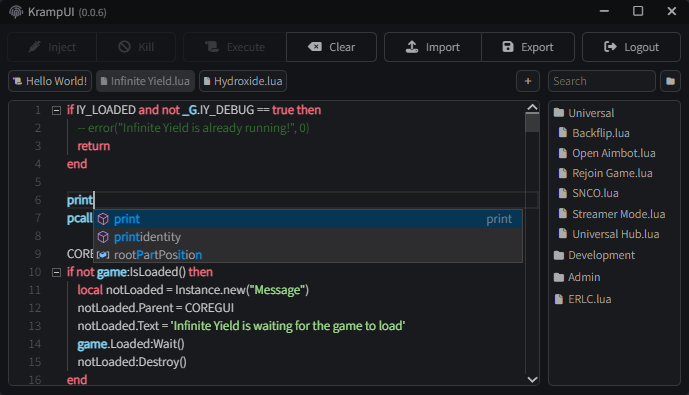 KrampUI (0.0.6)
Inject Kill Execute Clear Import Export Logout
Hello World! Infinite Yield.lua Hydroxide.lua + Search
1 if IY_LOADED and not _G.IY_DEBUG == true then
2 -- error("Infinite Yield is already running!", 0)
3 return
4 end
5
6 print
7 pcall
print print
printidentity
rootPartPosition
8
9 CORE
10 if not game:IsLoaded() then
11 local notLoaded = Instance.new("Message")
12 notLoaded.Parent = COREGUI
13 notLoaded.Text = 'Infinite Yield is waiting for the game to load'
14 game.Loaded:Wait()
15 notLoaded:Destroy()
16 end
Universal
Backflip.lua
Open Aimbot.lua
Rejoin Game.lua
SNCO.lua
Streamer Mode.lua
Universal Hub.lua
Development
Admin
ERLC.lua